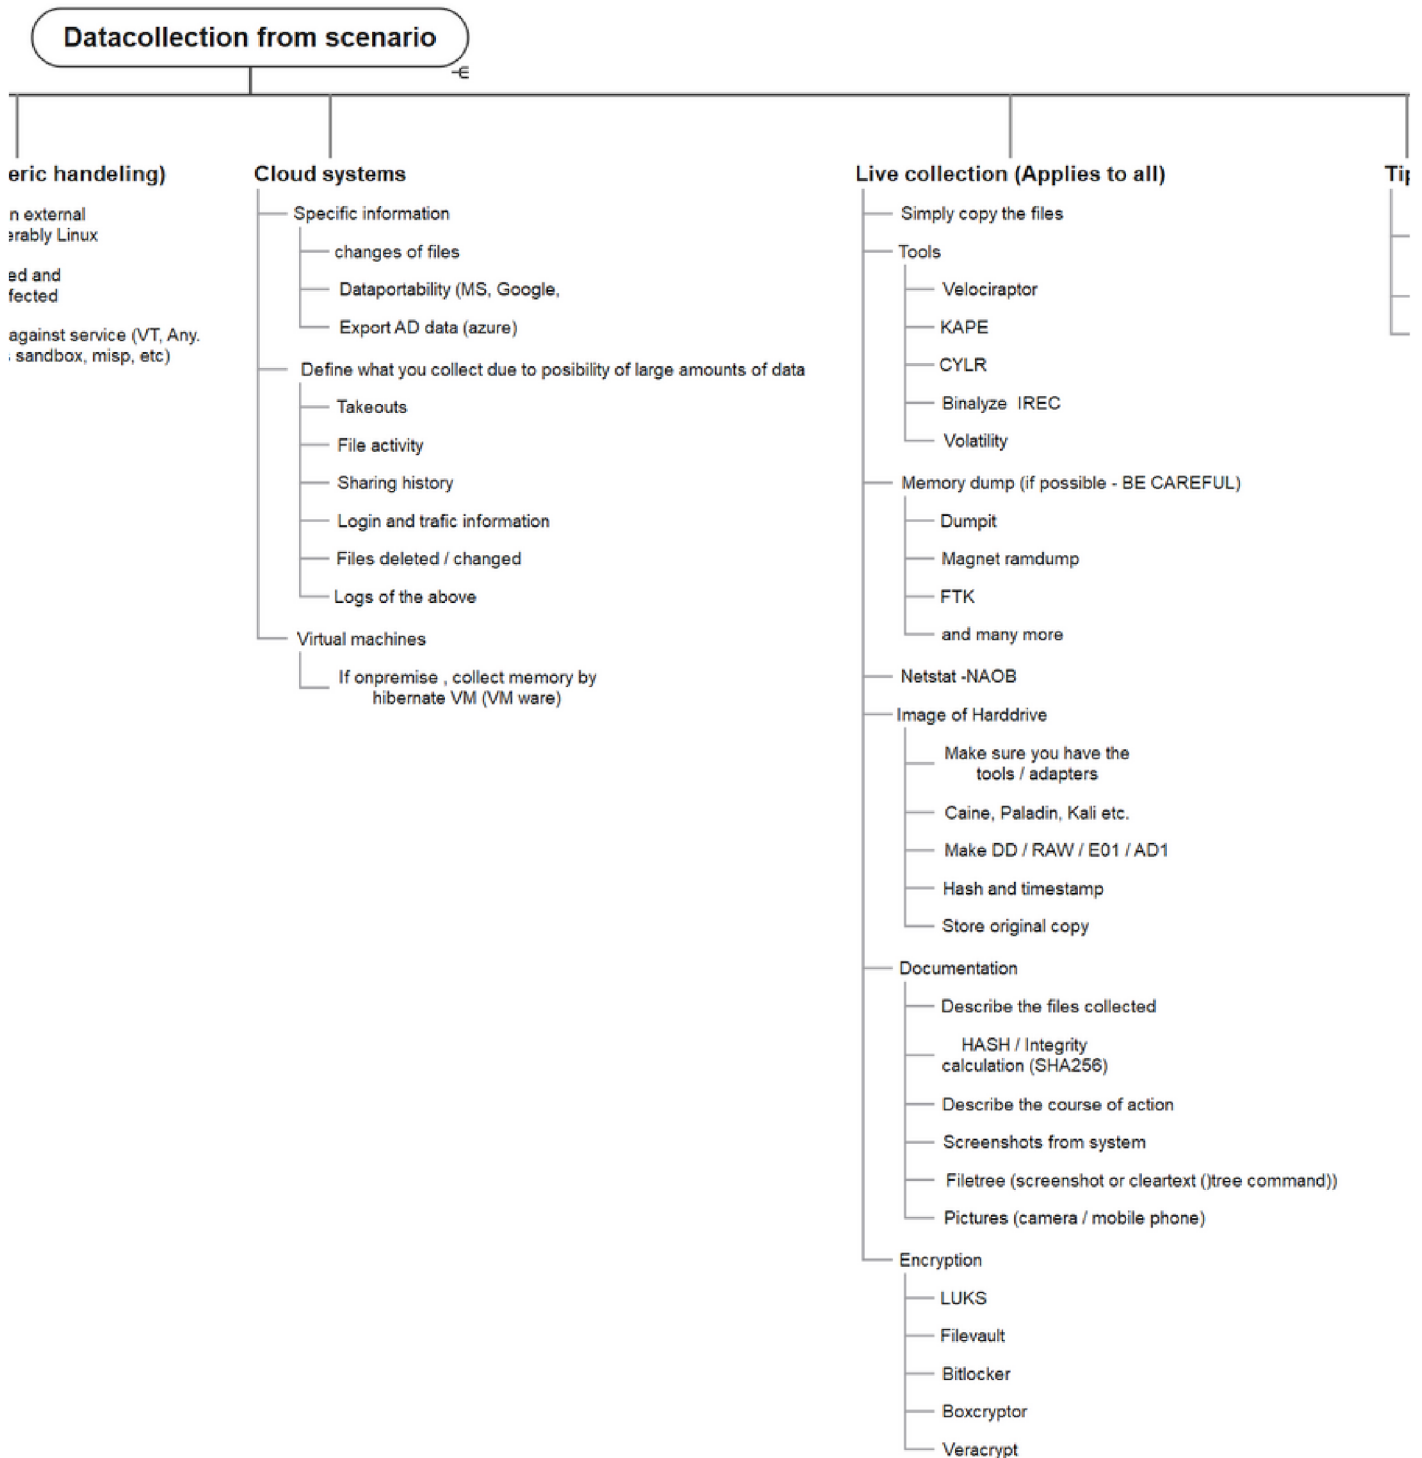 Datacollection from scenario
eric handeling)
n external
erably Linux
ed and
fected
against service (VT, Any.
sandbox, misp, etc)
Cloud systems
Specific information
changes of files
Dataportability (MS, Google,
Export AD data (azure)
Define what you collect due to posibility of large amounts of data
Takeouts
File activity
Sharing history
Login and trafic information
Files deleted / changed
Logs of the above
Virtual machines
If onpremise , collect memory by
hibernate VM (VM ware)
Live collection (Applies to all)
Simply copy the files
Tools
Velociraptor
KAPE
CYLR
Binalyze IREC
Volatility
Memory dump (if possible - BE CAREFUL)
Dumpit
Magnet ramdump
FTK
and many more
Netstat -NAOB
Image of Harddrive
Make sure you have the
tools / adapters
Caine, Paladin, Kali etc.
Make DD / RAW / E01 / AD1
Hash and timestamp
Store original copy
Documentation
Describe the files collected
HASH / Integrity
calculation (SHA256)
Describe the course of action
Screenshots from system
Filetree (screenshot or cleartext ()tree command))
Pictures (camera / mobile phone)
Encryption
LUKS
Filevault
Bitlocker
Boxcryptor
Veracrypt
Tip